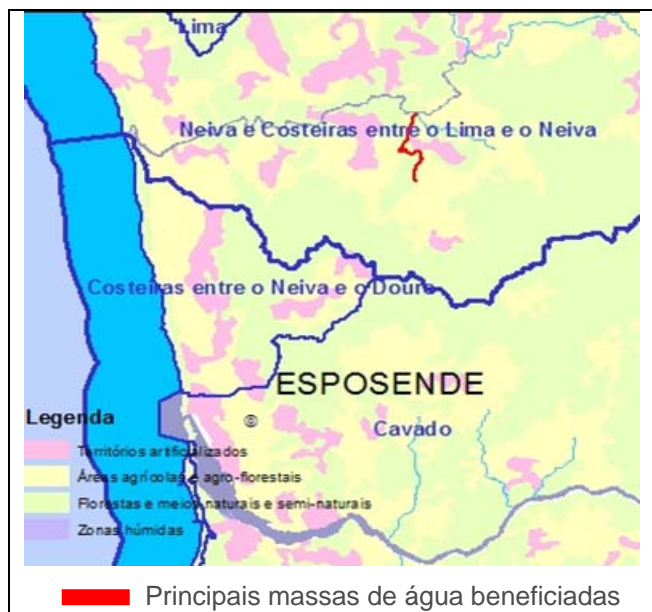 Lima
Neiva e Costeiras entre o Lima e o Neiva
Costeiras entre o Neiva e o Douro
ESPOSENDE
Cavado
Legenda
Territórios artificializados
Áreas agrícolas e agro-florestais
Florestas e meios naturais e semi-naturais
Zonas húmidas
Principais massas de água beneficiadas